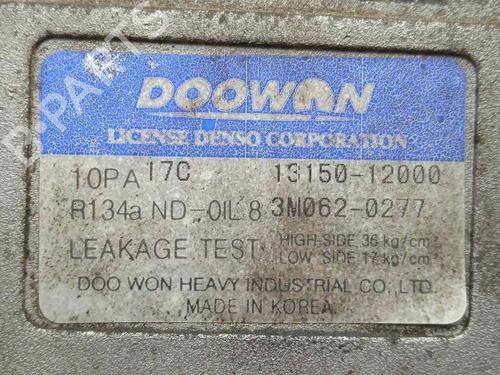 DOOWON
LICENSE DENSO CORPORATION
10PA 17C 13150-12000
R134a ND-OIL 8 3M062-0277
LEAKAGE TEST HIGH SIDE 36 kg/cm²
LOW SIDE 17 kg/cm²
DOO WON HEAVY INDUSTRIAL CO., LTD.
MADE IN KOREA
B-PARTS